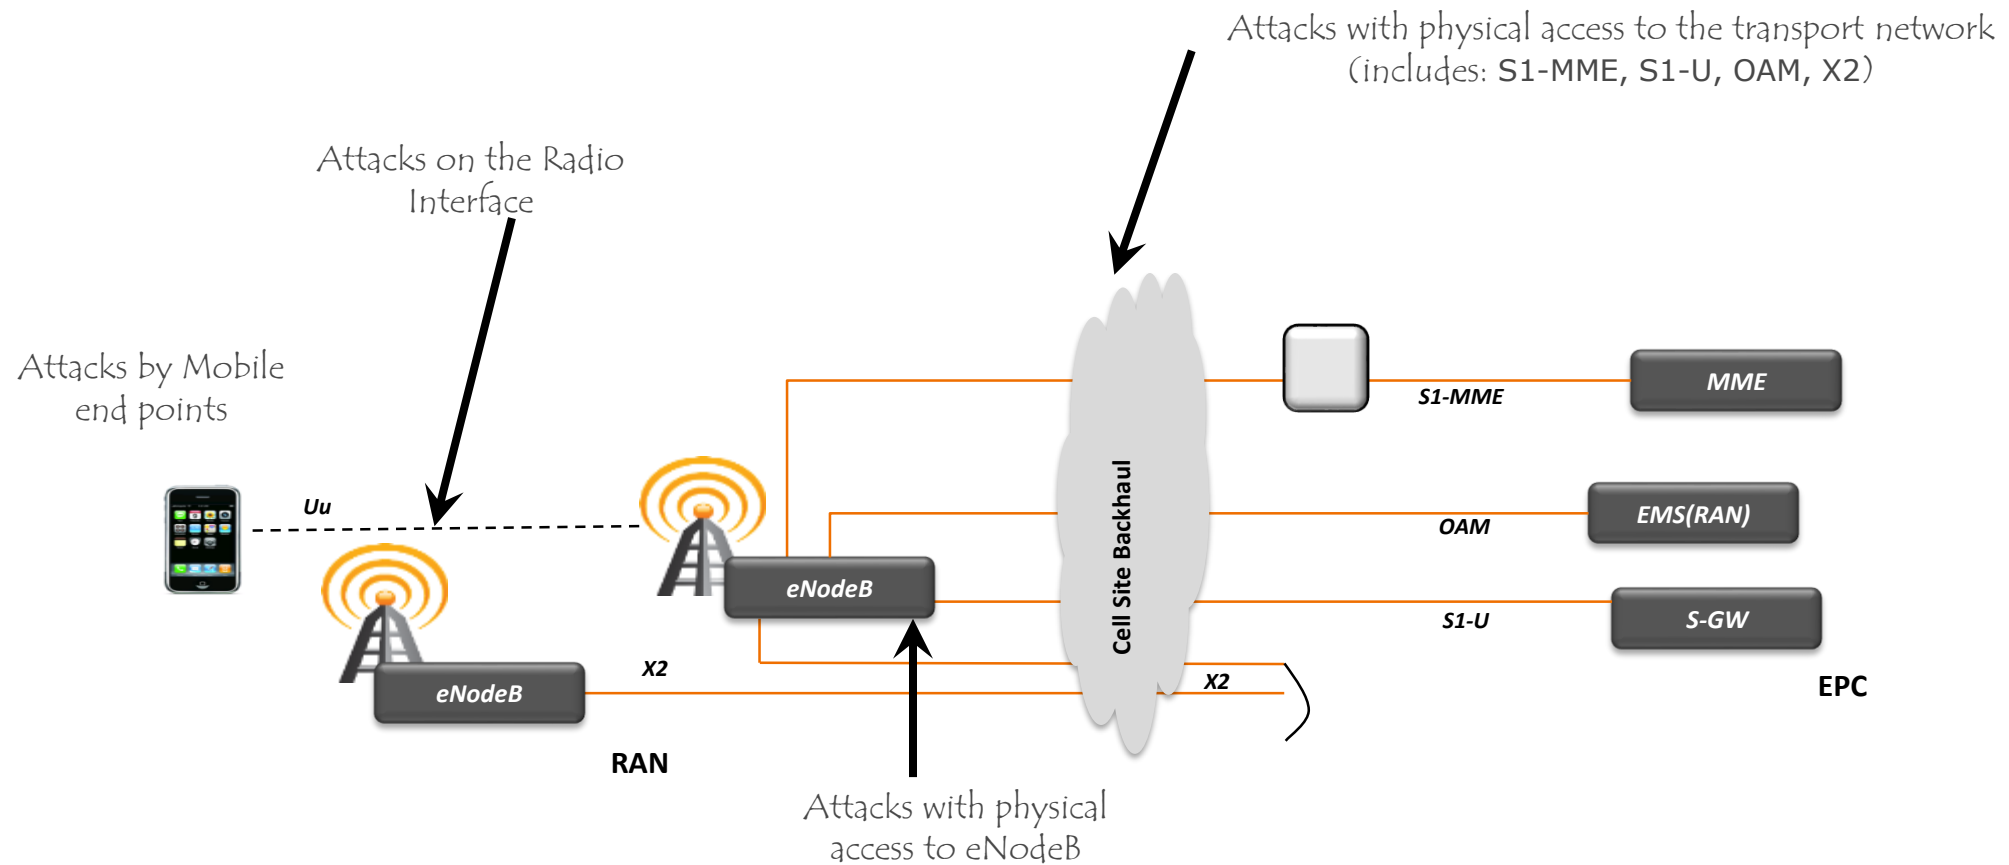 Attacks with physical access to the transport network
(includes: S1-MME, S1-U, OAM, X2)
Attacks on the Radio
Interface
Attacks by Mobile
end points
MME
S1-MME
Uu
Cell Site Backhaul
EMS(RAN)
OAM
eNodeB
S1-U
S-GW
X2
X2
eNodeB
EPC
RAN
Attacks with physical
access to eNodeB